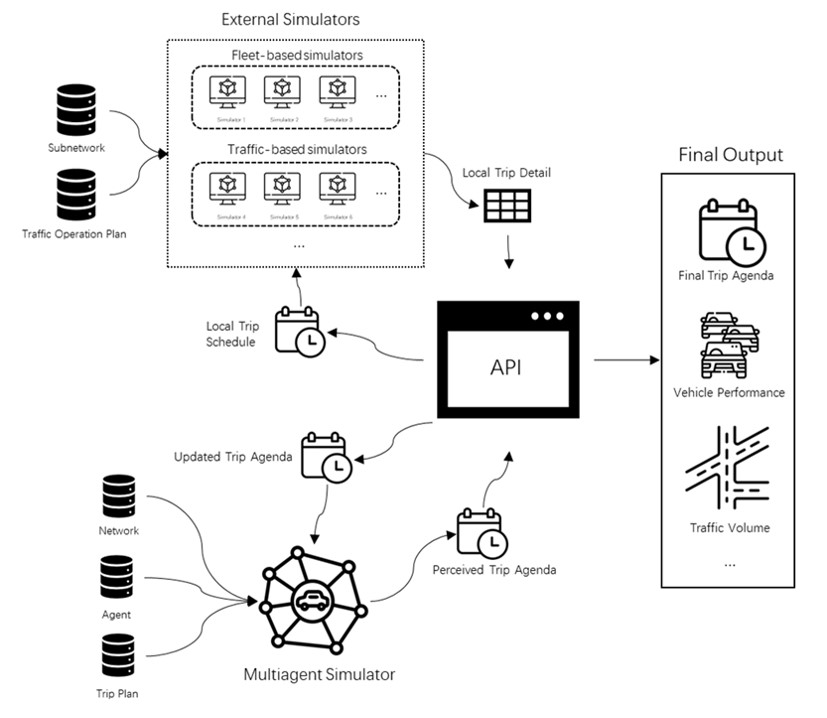 External Simulators
Fleet-based simulators
Simulator 1
Simulator 2
Simulator 3
...
Traffic-based simulators
Simulator 4
Simulator 5
Simulator 6
...
...
Subnetwork
Traffic Operation Plan
Local Trip Detail
Local Trip
Schedule
API
Updated Trip Agenda
Perceived Trip Agenda
Network
Agent
Trip Plan
Multiagent Simulator
Final Output
Final Trip Agenda
Vehicle Performance
Traffic Volume
...